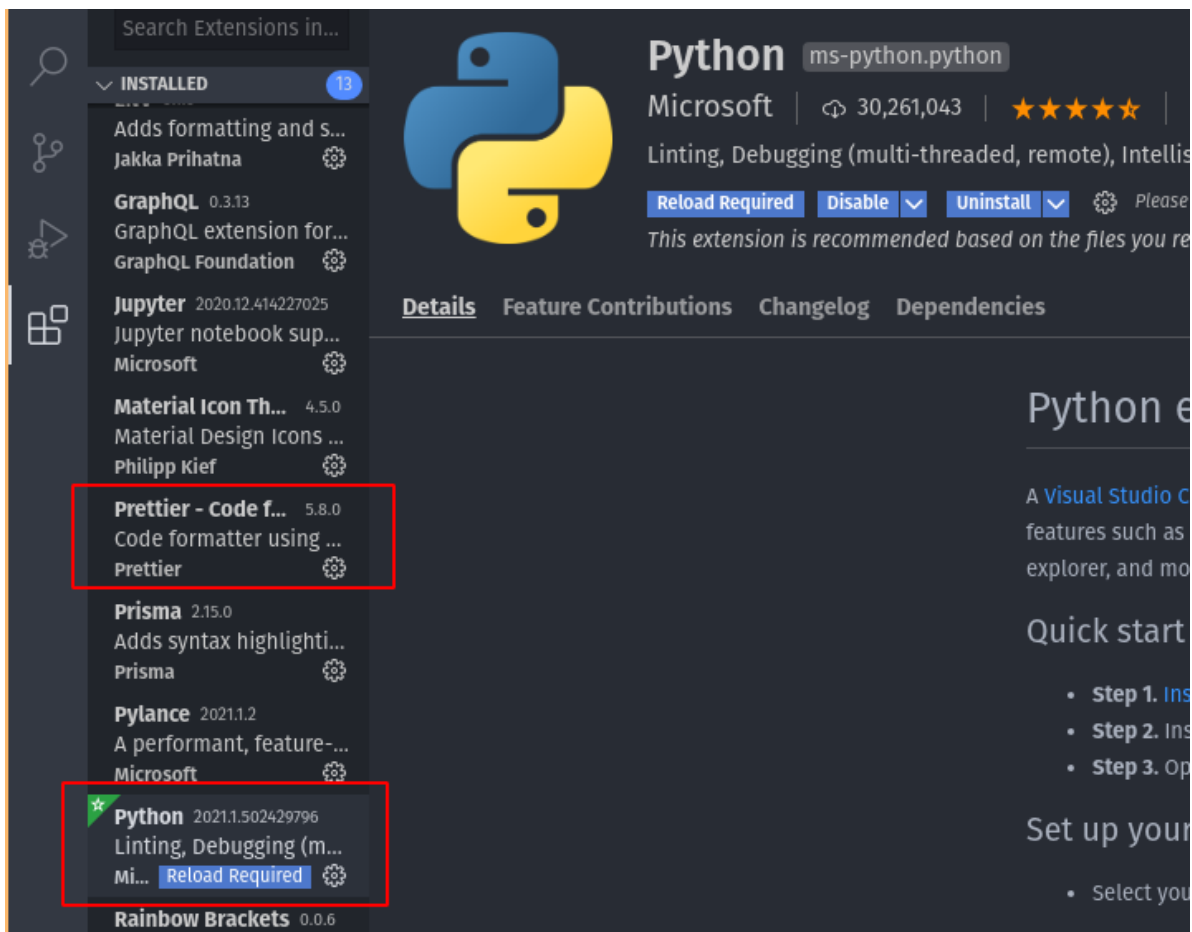 Search Extensions in...
INSTALLED 13
Adds formatting and s...
Jakka Prihatna
GraphQL 0.3.13
GraphQL extension for...
GraphQL Foundation
Jupyter 2020.12.414227025
Jupyter notebook sup...
Microsoft
Material Icon Th... 4.5.0
Material Design Icons ...
Philipp Kief
Prettier - Code f... 5.8.0
Code formatter using ...
Prettier
Prisma 2.15.0
Adds syntax highlighti...
Prisma
Pylance 2021.1.2
A performant, feature-...
Microsoft
Python 2021.1.502429796
Linting, Debugging (m...
Mi... Reload Required
Rainbow Brackets 0.0.6
Python ms-python.python
Microsoft 30,261,043
Linting, Debugging (multi-threaded, remote), Intellis
Reload Required Disable Uninstall Please
This extension is recommended based on the files you re
Details Feature Contributions Changelog Dependencies
Python e
A Visual Studio C
features such as
explorer, and mo
Quick start
• Step 1. Ins
• Step 2. Ins
• Step 3. Op
Set up your
• Select you